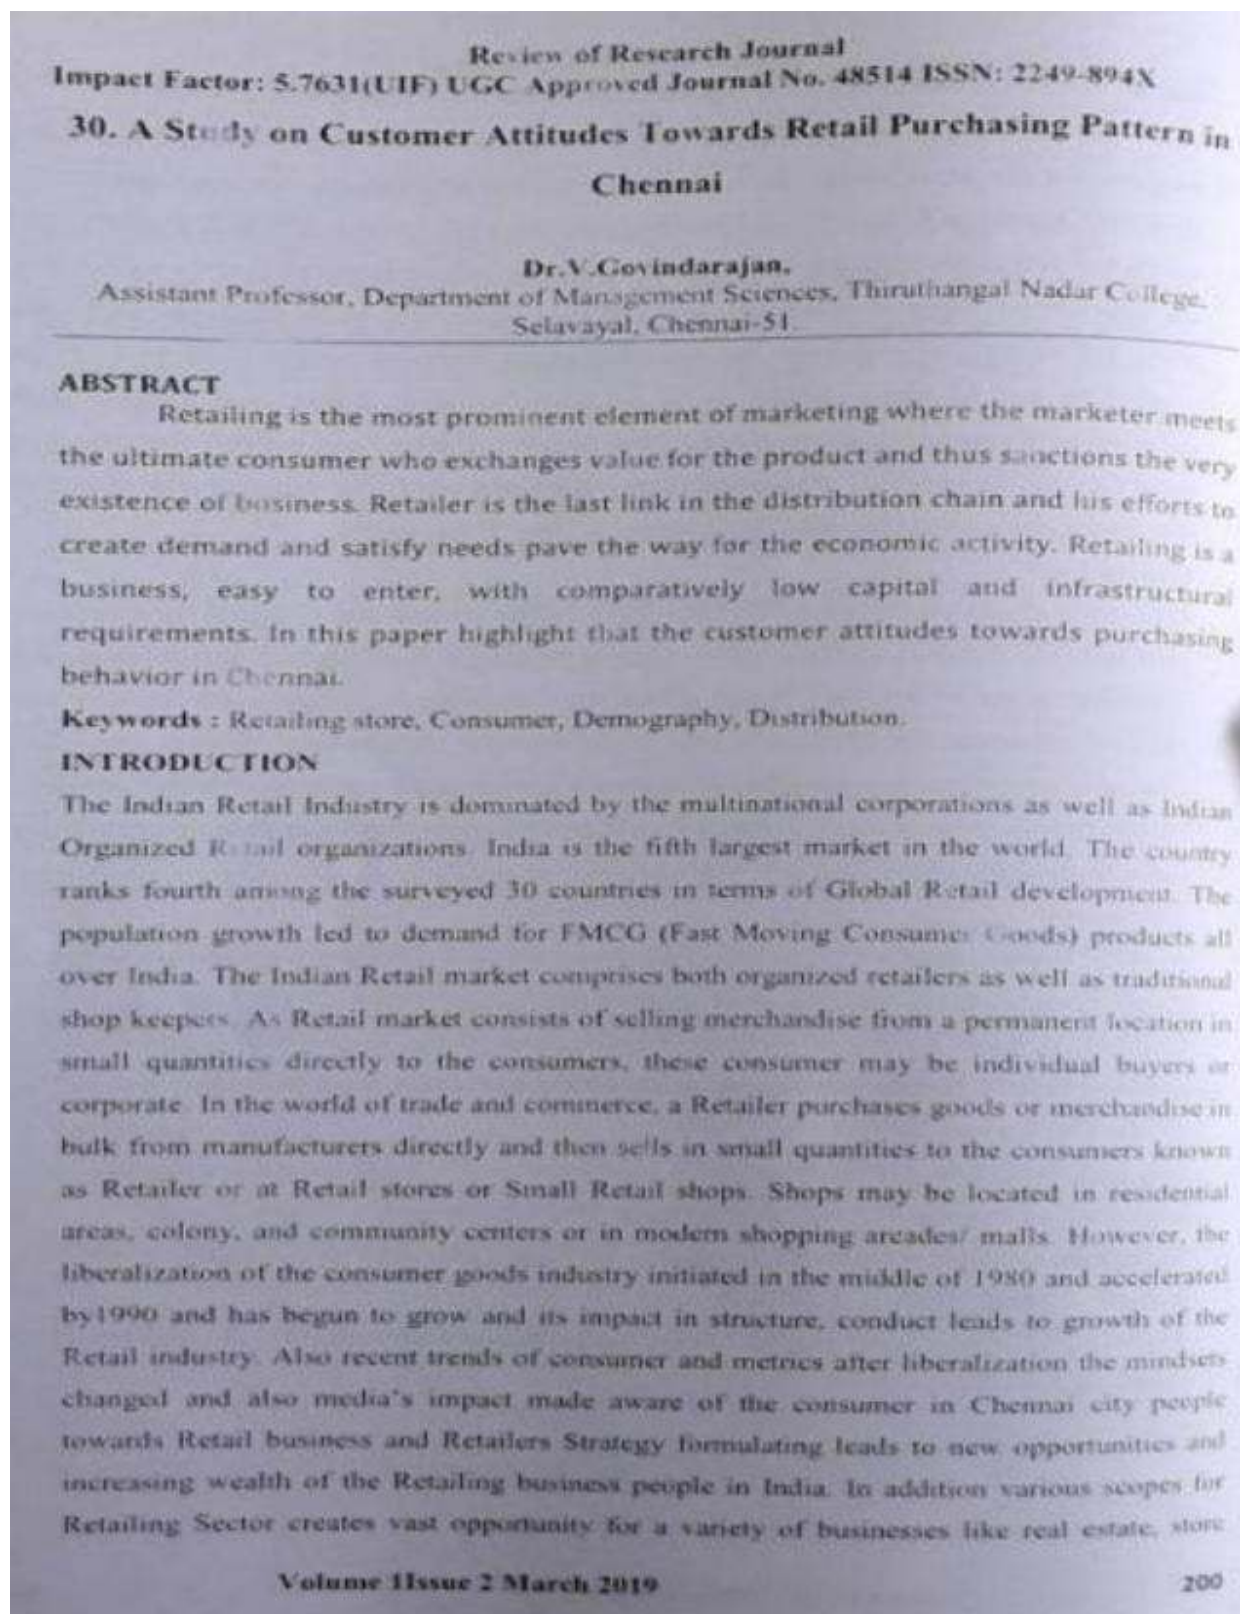 Review of Research Journal
Impact Factor: 5.7631(UIF) UGC Approved Journal No. 48514 ISSN: 2249-894X
30. A Study on Customer Attitudes Towards Retail Purchasing Pattern in
Chennai
Dr.V.Govindarajan,
Assistant Professor, Department of Management Sciences, Thiruthangal Nadar College,
Selavayal, Chennai-51.
ABSTRACT
Retailing is the most prominent element of marketing where the marketer meets
the ultimate consumer who exchanges value for the product and thus sanctions the very
existence of business. Retailer is the last link in the distribution chain and his efforts to
create demand and satisfy needs pave the way for the economic activity. Retailing is a
business, easy to enter, with comparatively low capital and infrastructural
requirements. In this paper highlight that the customer attitudes towards purchasing
behavior in Chennai.
Keywords : Retailing store, Consumer, Demography, Distribution.
INTRODUCTION
The Indian Retail Industry is dominated by the multinational corporations as well as Indian
Organized Retail organizations. India is the fifth largest market in the world. The country
ranks fourth among the surveyed 30 countries in terms of Global Retail development. The
population growth led to demand for FMCG (Fast Moving Consumer Goods) products all
over India. The Indian Retail market comprises both organized retailers as well as traditional
shop keepers. As Retail market consists of selling merchandise from a permanent location in
small quantities directly to the consumers, these consumer may be individual buyers or
corporate. In the world of trade and commerce, a Retailer purchases goods or merchandise in
bulk from manufacturers directly and then sells in small quantities to the consumers known
as Retailer or at Retail stores or Small Retail shops. Shops may be located in residential
areas, colony, and community centers or in modern shopping arcades/ malls. However, the
liberalization of the consumer goods industry initiated in the middle of 1980 and accelerated
by1990 and has begun to grow and its impact in structure, conduct leads to growth of the
Retail industry. Also recent trends of consumer and metrics after liberalization the mindsets
changed and also media's impact made aware of the consumer in Chennai city people
towards Retail business and Retailers Strategy formulating leads to new opportunities and
increasing wealth of the Retailing business people in India. In addition various scopes for
Retailing Sector creates vast opportunity for a variety of businesses like real estate, store
Volume 1Issue 2 March 2019
200